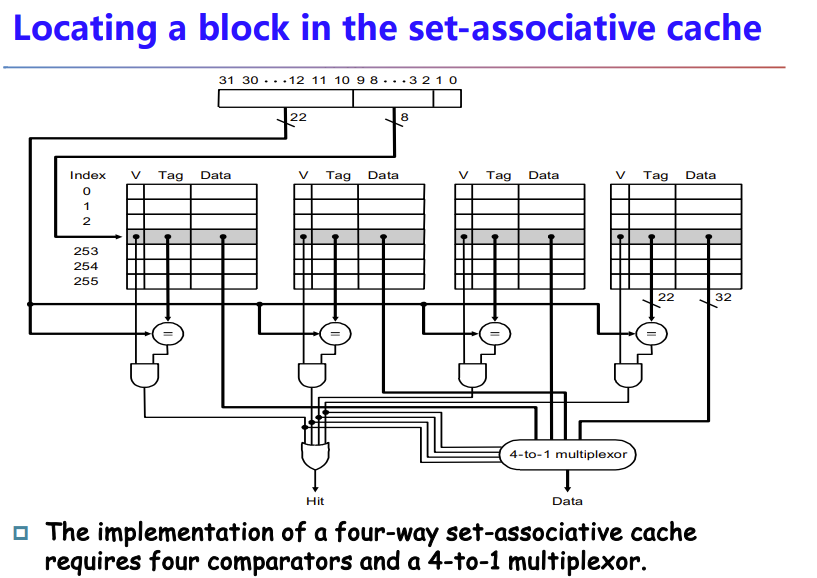 Locating a block in the set-associative cache
31 30 · · ·12 11 10 9 8 · · ·3 2 1 0
22 8
Index V Tag Data V Tag Data V Tag Data V Tag Data
0
1
2
253
254
255
22 32
= = = =
4-to-1 multiplexor
Hit Data
The implementation of a four-way set-associative cache
requires four comparators and a 4-to-1 multiplexor.